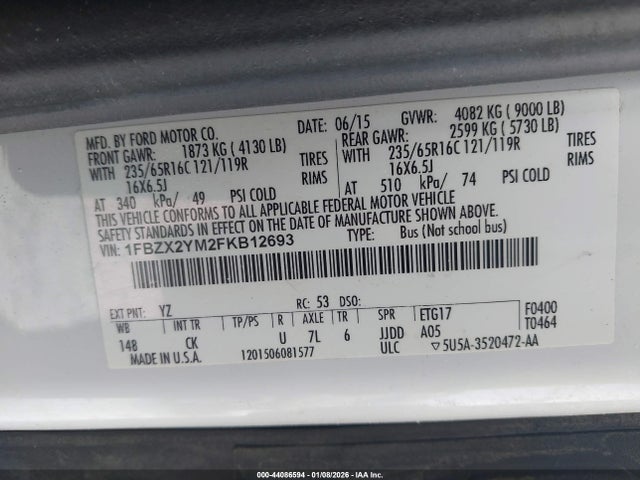 MFD. BY FORD MOTOR CO. DATE: 06/15 GVWR: 4082 KG ( 9000 LB)
FRONT GAWR: 1873 KG ( 4130 LB) REAR GAWR: 2599 KG ( 5730 LB)
WITH 235/65R16C 121/119R TIRES WITH 235/65R16C 121/119R TIRES
16X6.5J RIMS 16X6.5J RIMS
AT 340 kPa/ 49 PSI COLD AT 510 kPa/ 74 PSI COLD
THIS VEHICLE CONFORMS TO ALL APPLICABLE FEDERAL MOTOR VEHICLE
SAFETY STANDARDS IN EFFECT ON THE DATE OF MANUFACTURE SHOWN ABOVE.
VIN: 1FBZX2YM2FKB12693 TYPE: Bus (Not school bus)
EXT PNT: YZ RC: 53 DSO:
WB INT TR TP/PS R AXLE TR SPR ETG17 F0400
148 CK U 7L 6 JJDD A05 T0464
MADE IN U.S.A. 1201506081577 ULC ▽5U5A-3520472-AA
000-44086594 - 01/08/2026 - IAA Inc.